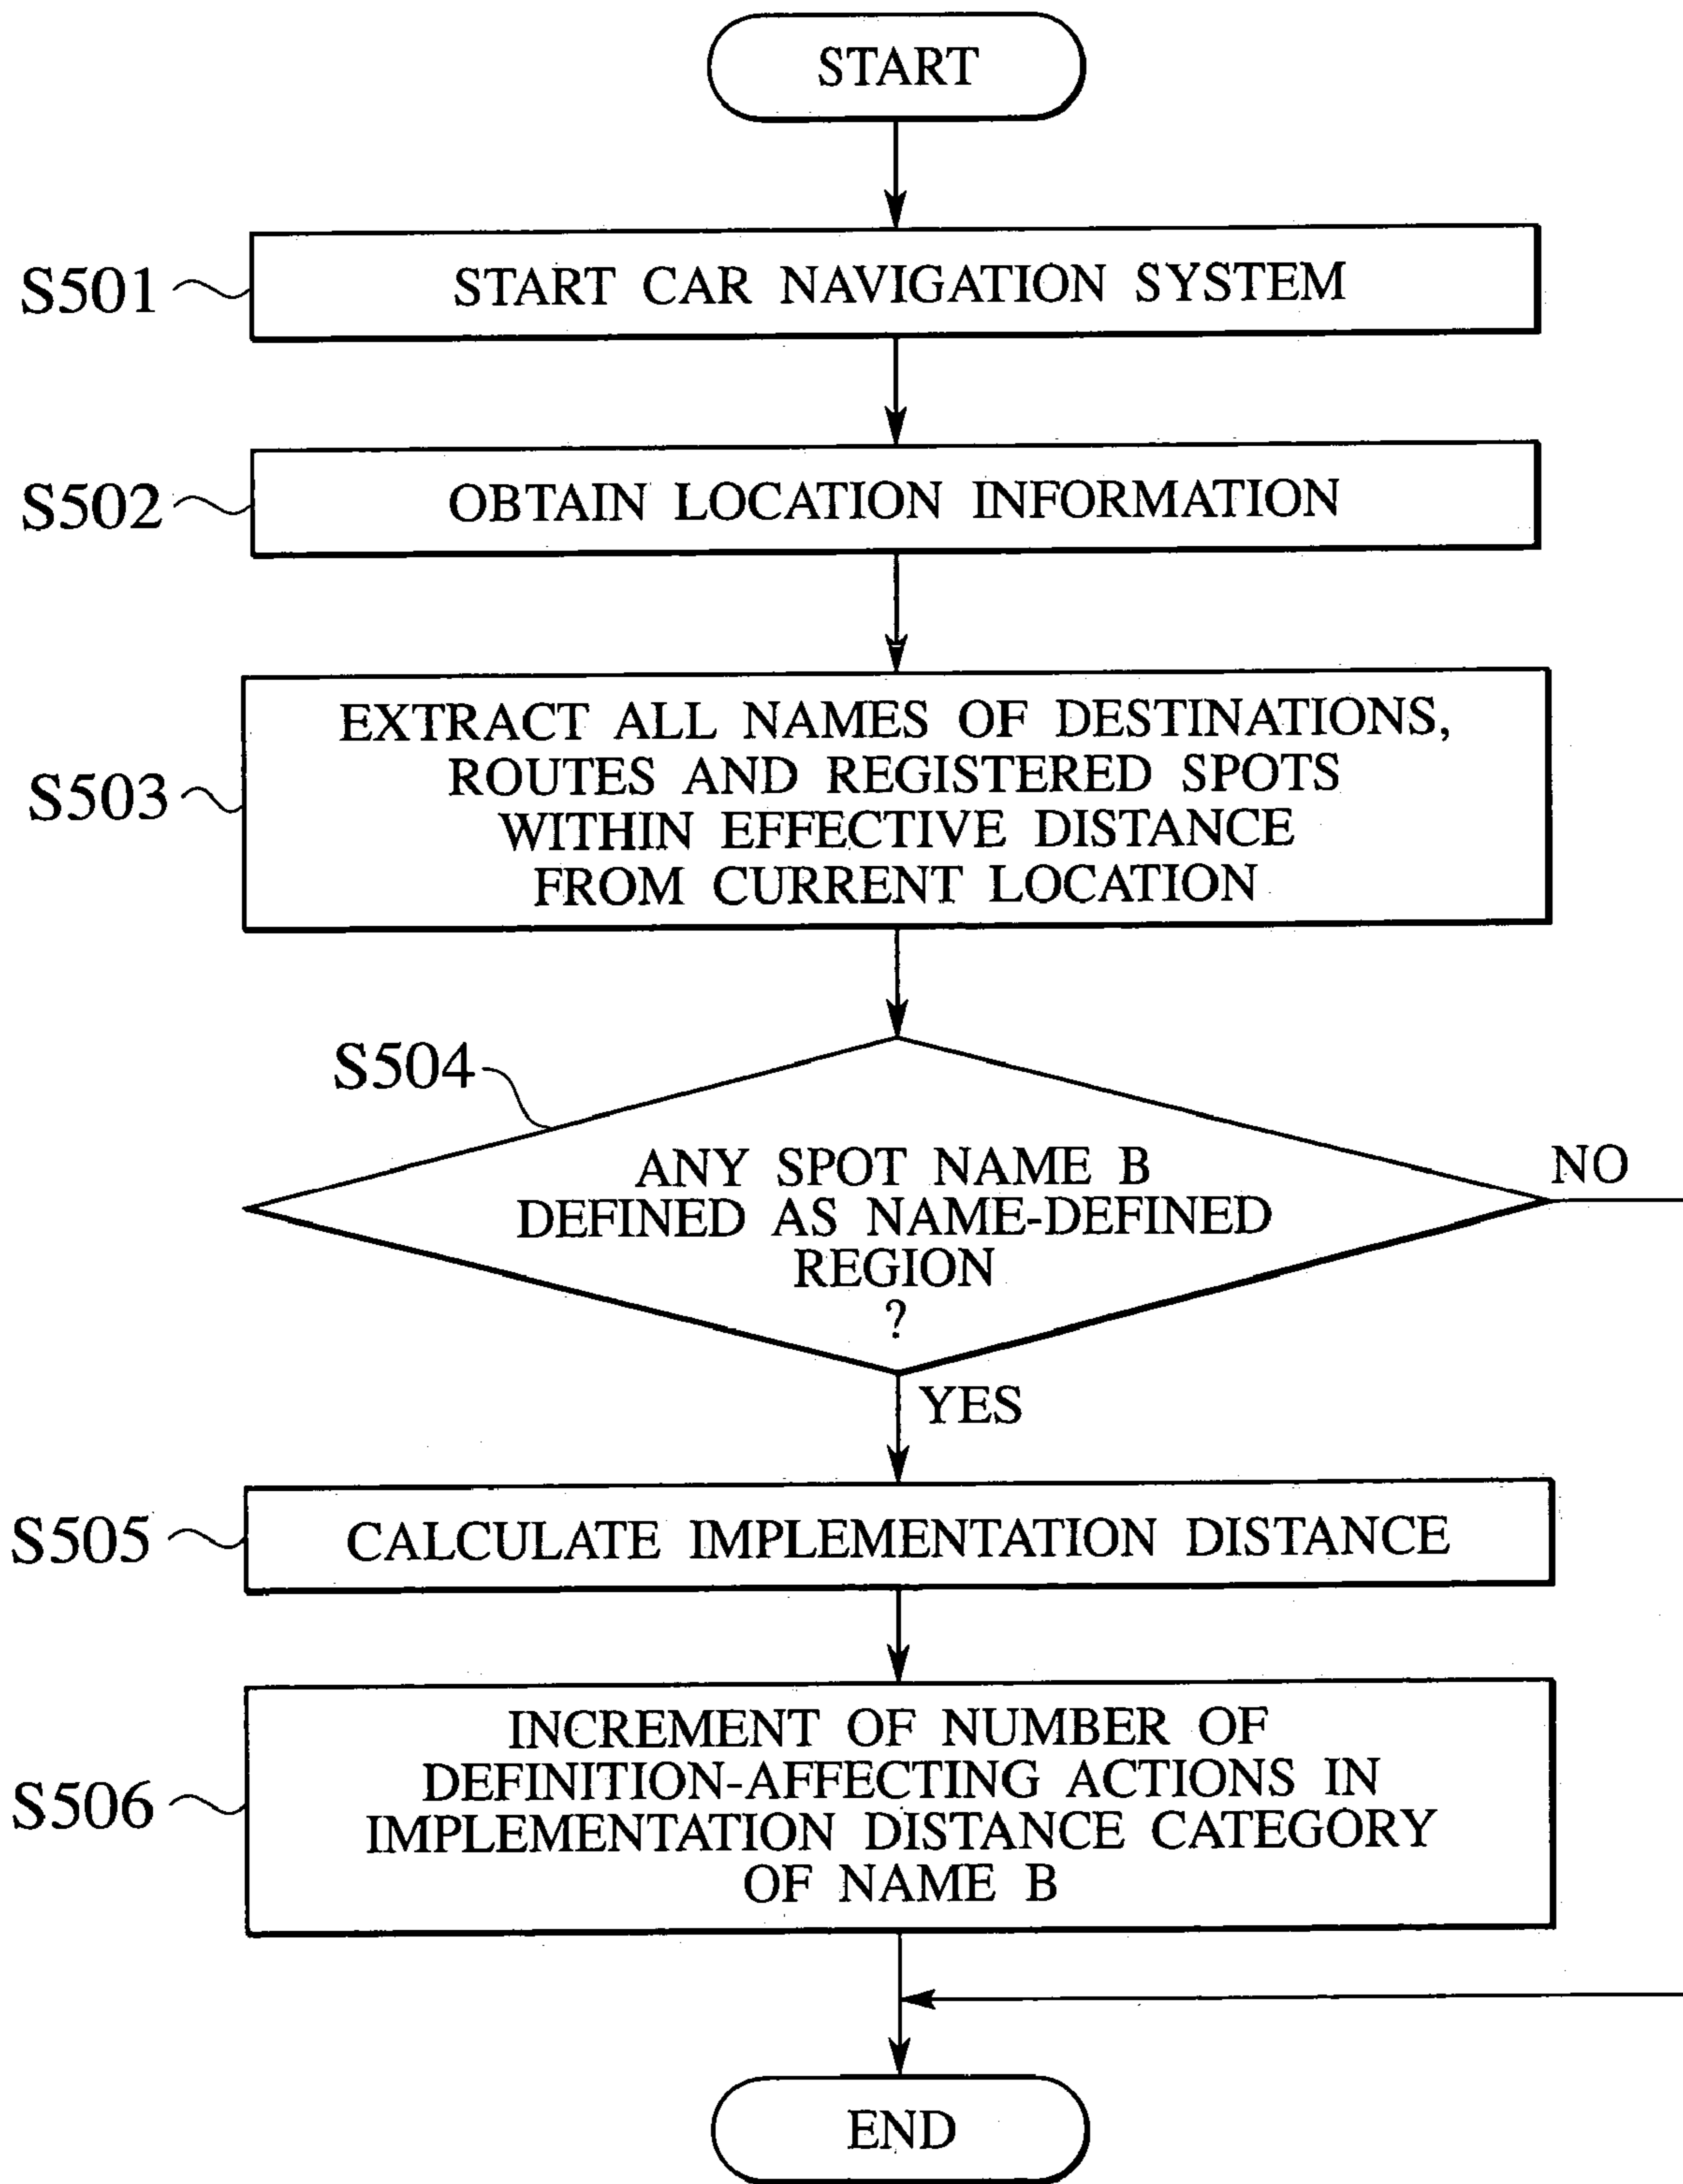 START
S501
START CAR NAVIGATION SYSTEM
S502
OBTAIN LOCATION INFORMATION
S503
EXTRACT ALL NAMES OF DESTINATIONS,
ROUTES AND REGISTERED SPOTS
WITHIN EFFECTIVE DISTANCE
FROM CURRENT LOCATION
S504
ANY SPOT NAME B
DEFINED AS NAME-DEFINED
REGION
?
NO
YES
S505
CALCULATE IMPLEMENTATION DISTANCE
S506
INCREMENT OF NUMBER OF
DEFINITION-AFFECTING ACTIONS IN
IMPLEMENTATION DISTANCE CATEGORY
OF NAME B
END